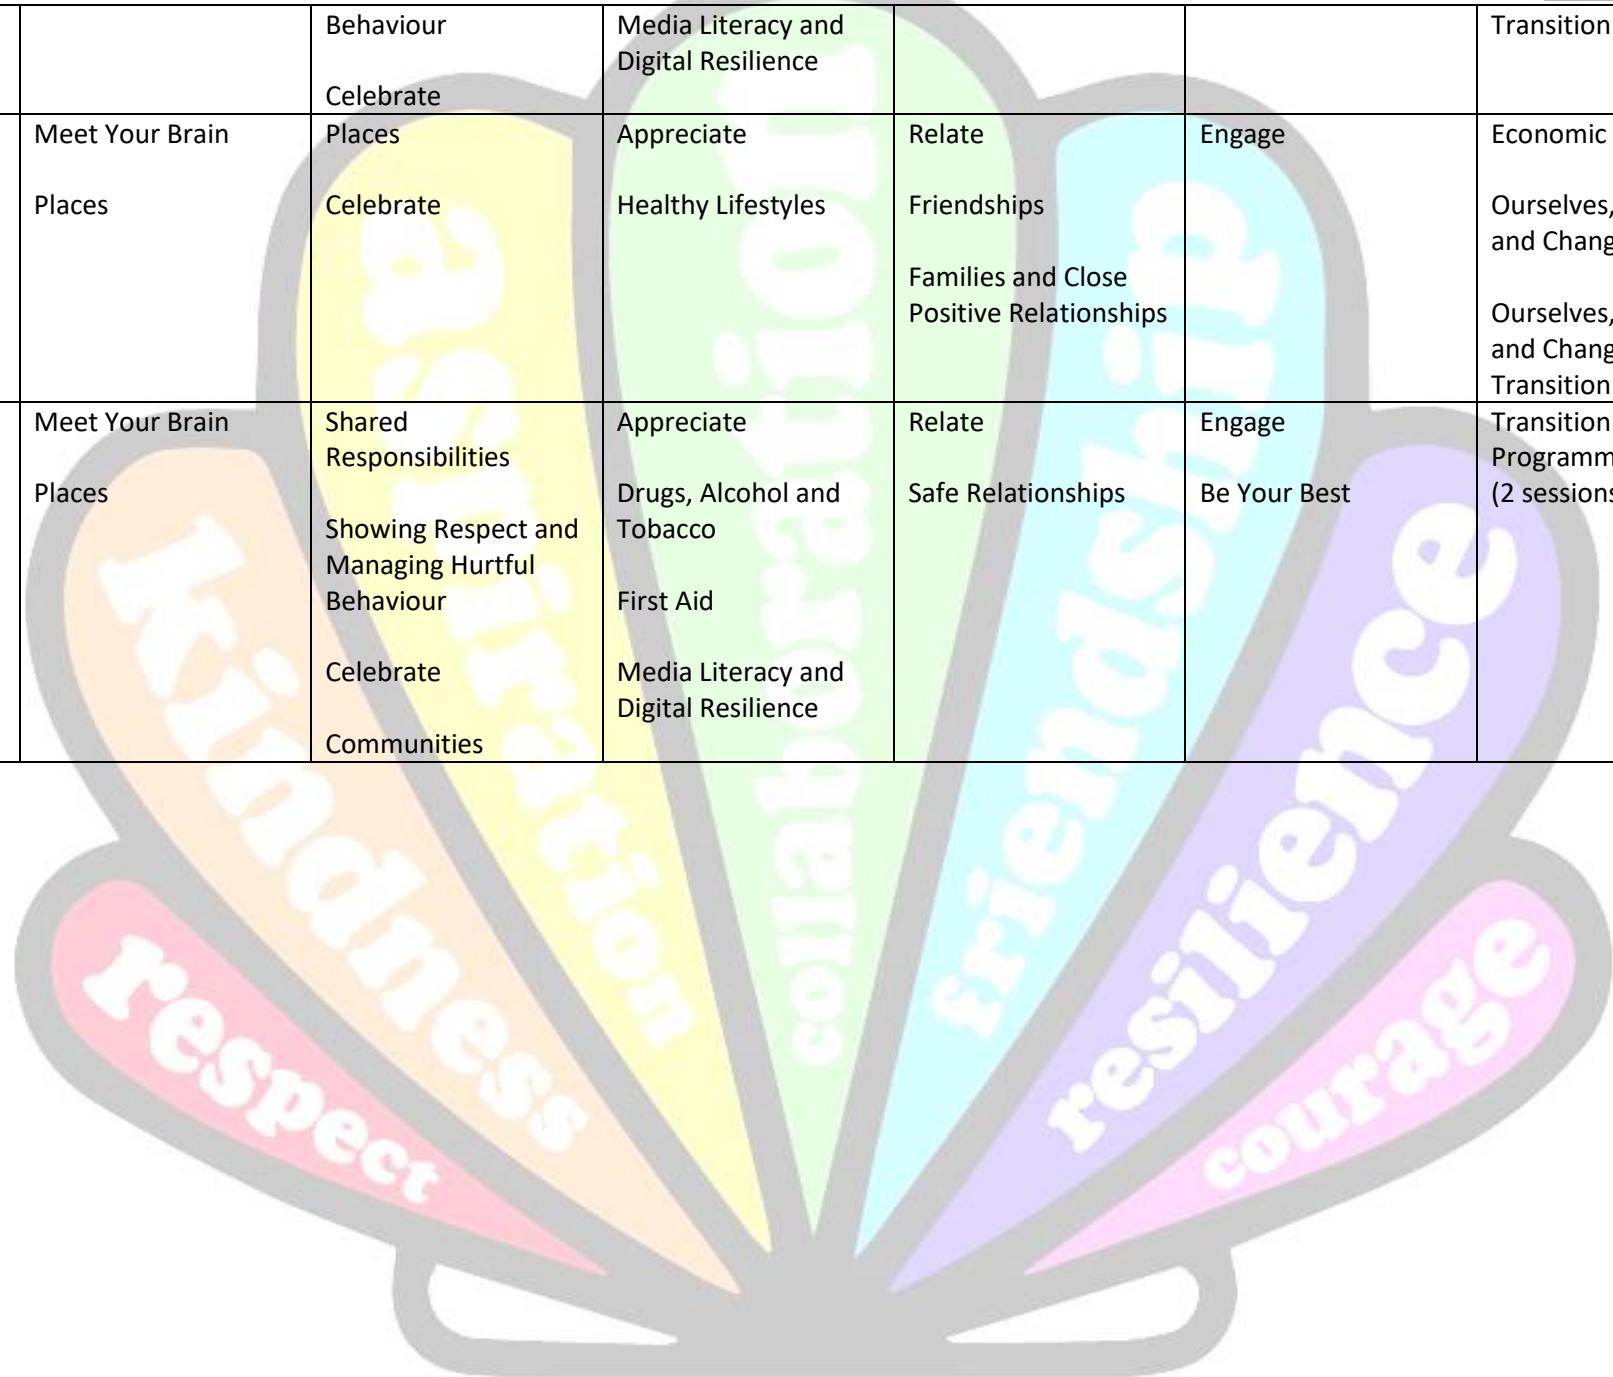 Behaviour
Celebrate
Media Literacy and
Digital Resilience
Transition
Meet Your Brain
Places
Places
Celebrate
Appreciate
Healthy Lifestyles
Relate
Friendships
Families and Close
Positive Relationships
Engage
Economic
Ourselves,
and Chang
Ourselves,
and Chang
Transition
Meet Your Brain
Places
Shared
Responsibilities
Showing Respect and
Managing Hurtful
Behaviour
Celebrate
Communities
Appreciate
Drugs, Alcohol and
Tobacco
First Aid
Media Literacy and
Digital Resilience
Relate
Safe Relationships
Engage
Be Your Best
Transition
Programm
(2 sessions
respect
kindness
aspiration
collaboration
friendship
resilience
courage